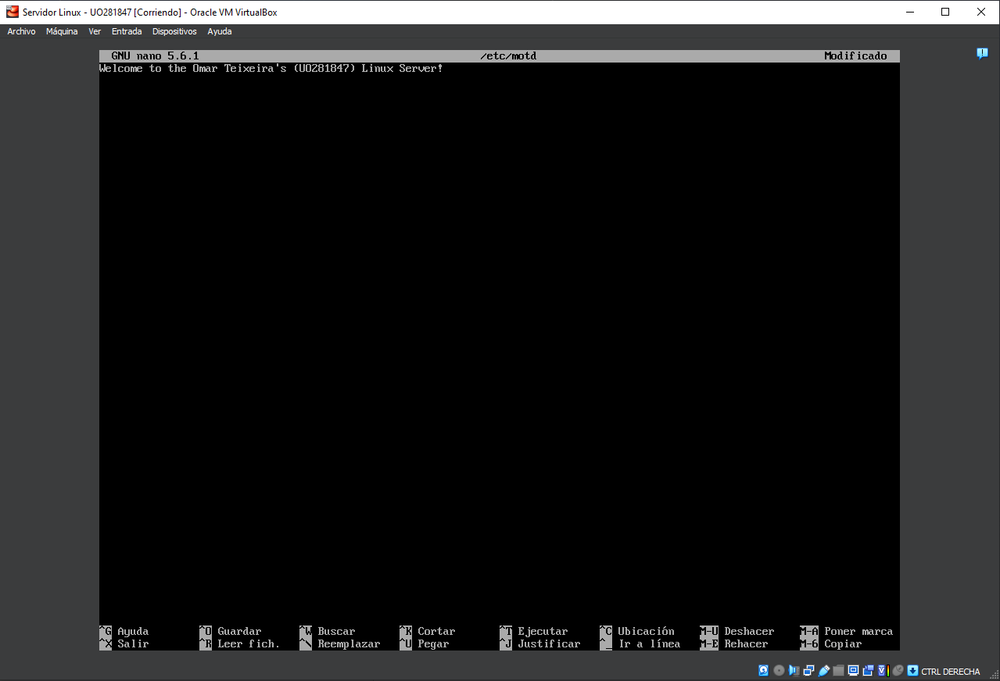 Servidor Linux - UO281847 [Corriendo] - Oracle VM VirtualBox
Archivo Máquina Ver Entrada Dispositivos Ayuda
GNU nano 5.6.1 /etc/motd Modificado
Welcome to the Omar Teixeira's (UO281847) Linux Server!
^G Ayuda ^O Guardar ^W Buscar ^K Cortar ^T Ejecutar ^C Ubicación M-U Deshacer M-A Poner marca
^X Salir ^R Leer fich. ^\ Reemplazar ^U Pegar ^J Justificar ^_ Ir a línea M-E Rehacer M-6 Copiar
CTRL DERECHA